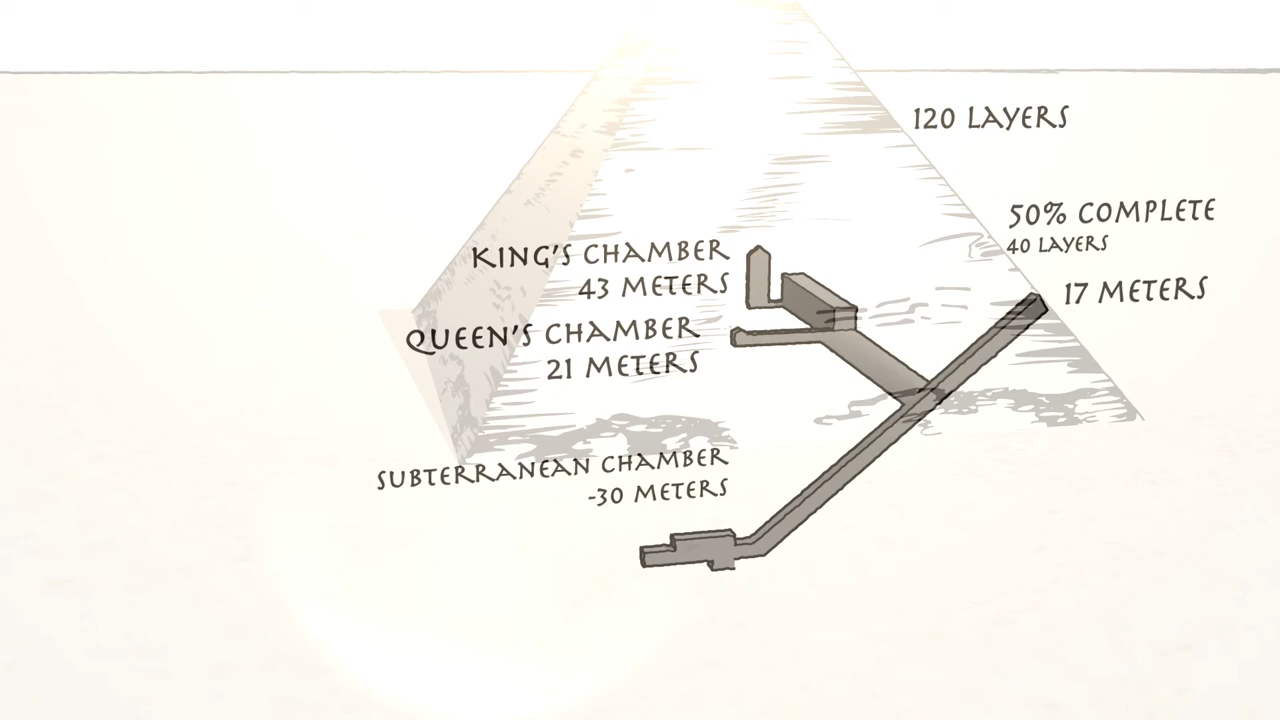 120 LAYERS
50% COMPLETE
40 LAYERS
KING'S CHAMBER
43 METERS
17 METERS
QUEEN'S CHAMBER
21 METERS
SUBTERRANEAN CHAMBER
-30 METERS